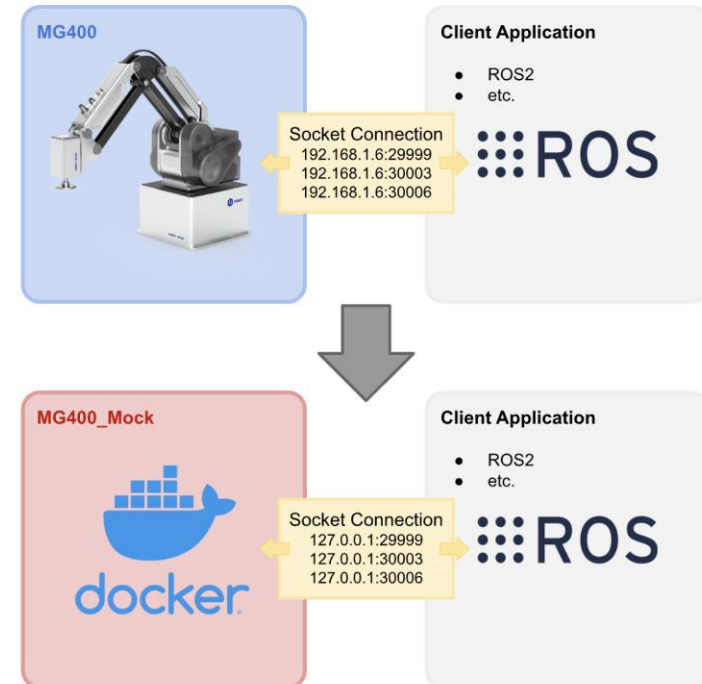 MG400
Client Application
● ROS2
● etc.
Socket Connection
192.168.1.6:29999
192.168.1.6:30003
192.168.1.6:30006
ROS
MG400_Mock
Client Application
● ROS2
● etc.
Socket Connection
127.0.0.1:29999
127.0.0.1:30003
127.0.0.1:30006
ROS
docker